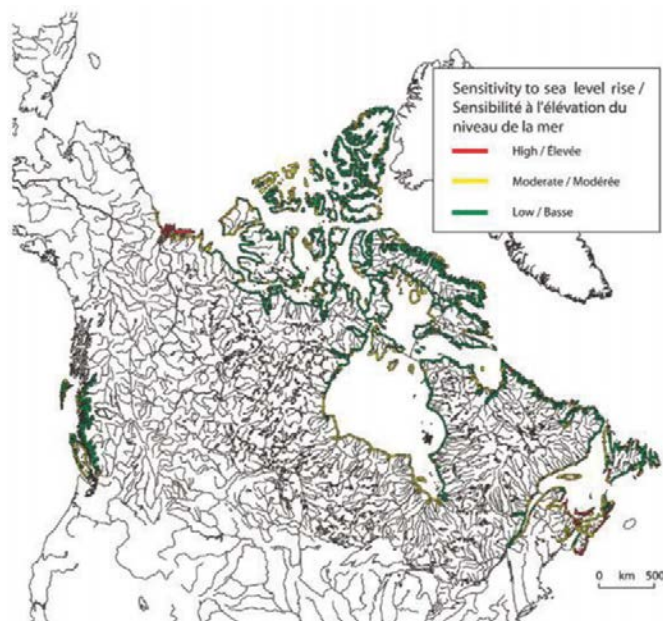 Sensitivity to sea level rise /
Sensibilité à l'élévation du
niveau de la mer
High / Élevée
Moderate / Modérée
Low / Basse
0 km 500